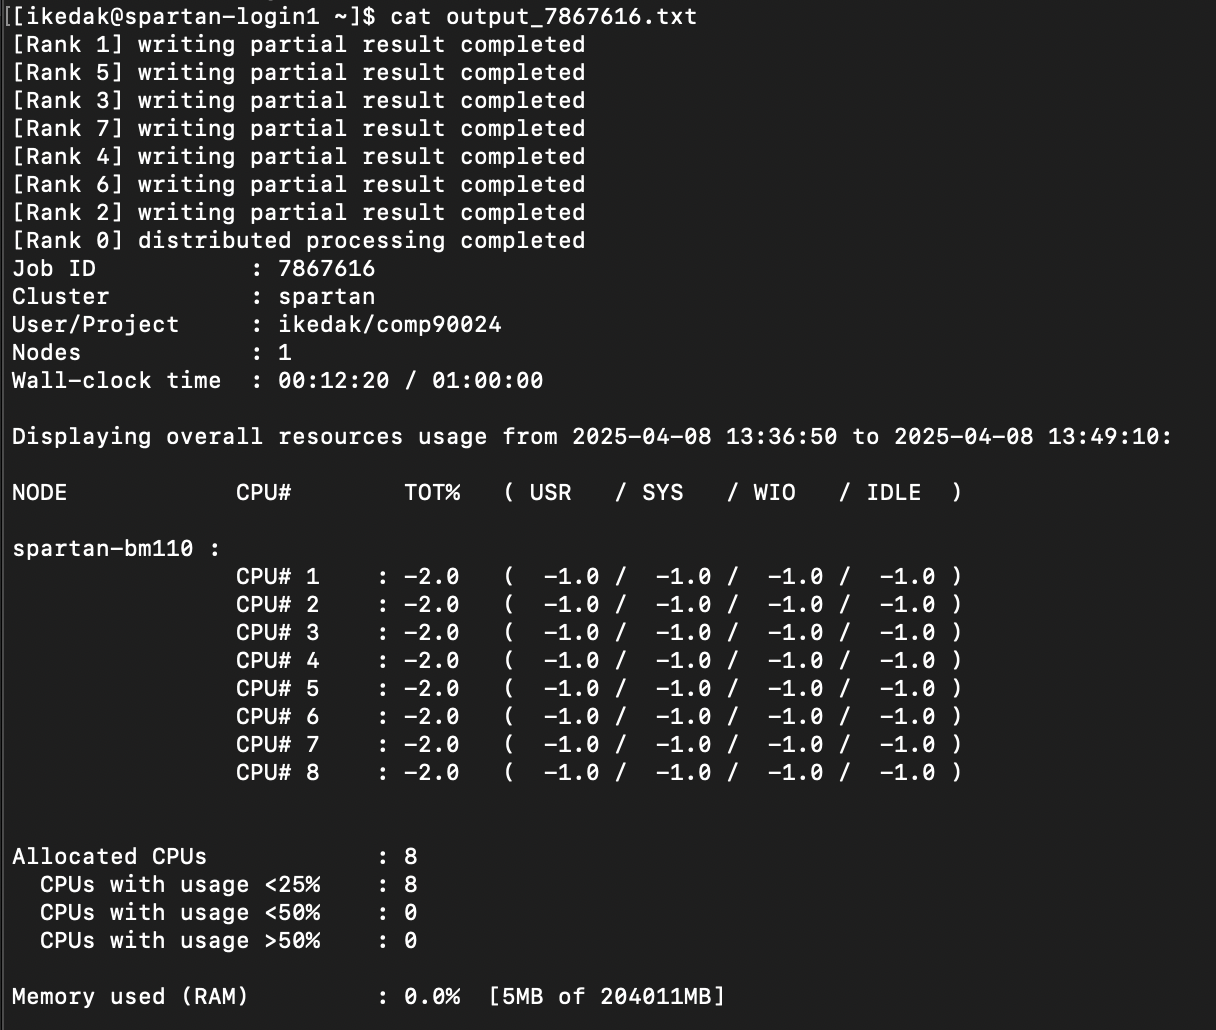 [[ikedak@spartan-login1 ~]$ cat output_7867616.txt
[Rank 1] writing partial result completed
[Rank 5] writing partial result completed
[Rank 3] writing partial result completed
[Rank 7] writing partial result completed
[Rank 4] writing partial result completed
[Rank 6] writing partial result completed
[Rank 2] writing partial result completed
[Rank 0] distributed processing completed
Job ID           : 7867616
Cluster          : spartan
User/Project     : ikedak/comp90024
Nodes            : 1
Wall-clock time  : 00:12:20 / 01:00:00
Displaying overall resources usage from 2025-04-08 13:36:50 to 2025-04-08 13:49:10:
NODE            CPU#        TOT%   ( USR   / SYS   / WIO   / IDLE  )
spartan-bm110 :
                CPU# 1    : -2.0   (  -1.0 /  -1.0 /  -1.0 /  -1.0 )
                CPU# 2    : -2.0   (  -1.0 /  -1.0 /  -1.0 /  -1.0 )
                CPU# 3    : -2.0   (  -1.0 /  -1.0 /  -1.0 /  -1.0 )
                CPU# 4    : -2.0   (  -1.0 /  -1.0 /  -1.0 /  -1.0 )
                CPU# 5    : -2.0   (  -1.0 /  -1.0 /  -1.0 /  -1.0 )
                CPU# 6    : -2.0   (  -1.0 /  -1.0 /  -1.0 /  -1.0 )
                CPU# 7    : -2.0   (  -1.0 /  -1.0 /  -1.0 /  -1.0 )
                CPU# 8    : -2.0   (  -1.0 /  -1.0 /  -1.0 /  -1.0 )
Allocated CPUs            : 8
  CPUs with usage <25%    : 8
  CPUs with usage <50%    : 0
  CPUs with usage >50%    : 0
Memory used (RAM)         : 0.0%  [5MB of 204011MB]